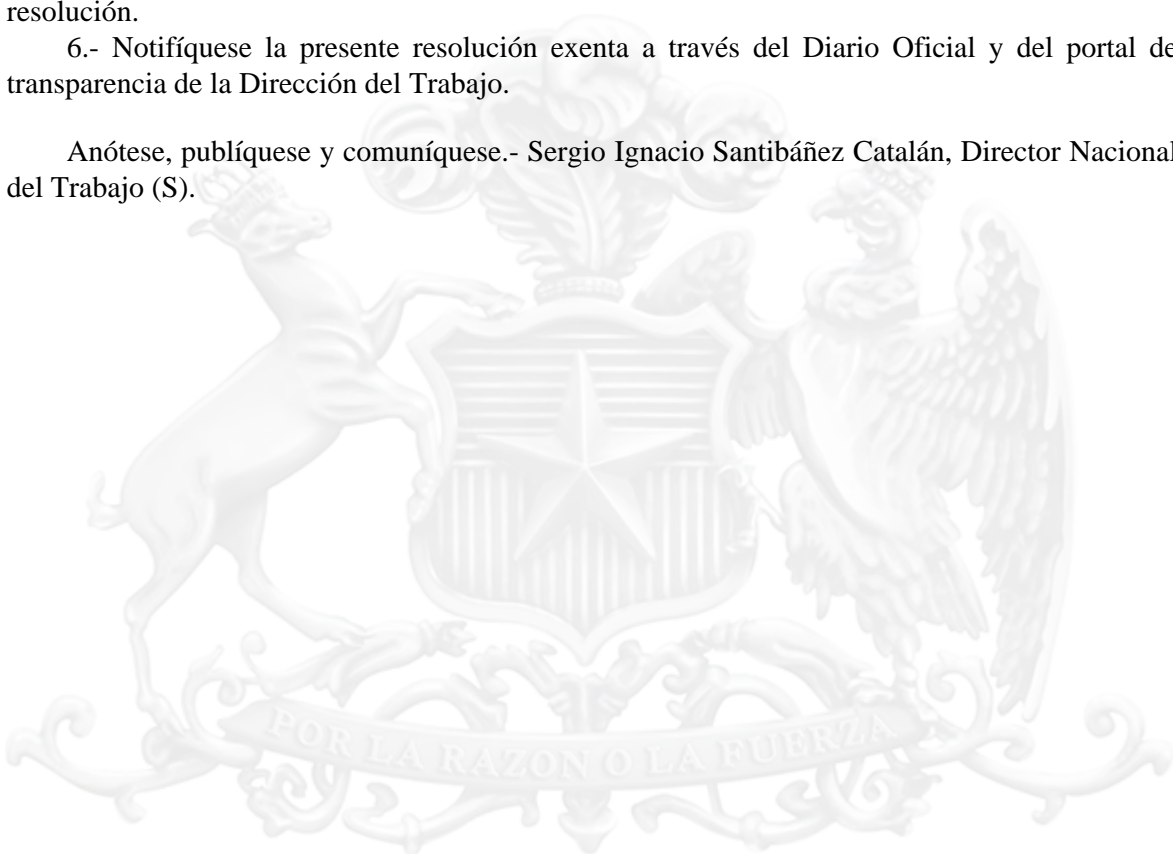 resolución.
6.- Notifíquese la presente resolución exenta a través del Diario Oficial y del portal de
transparencia de la Dirección del Trabajo.
Anótese, publíquese y comuníquese.- Sergio Ignacio Santibáñez Catalán, Director Nacional
del Trabajo (S).
POR LA RAZON O LA FUERZA